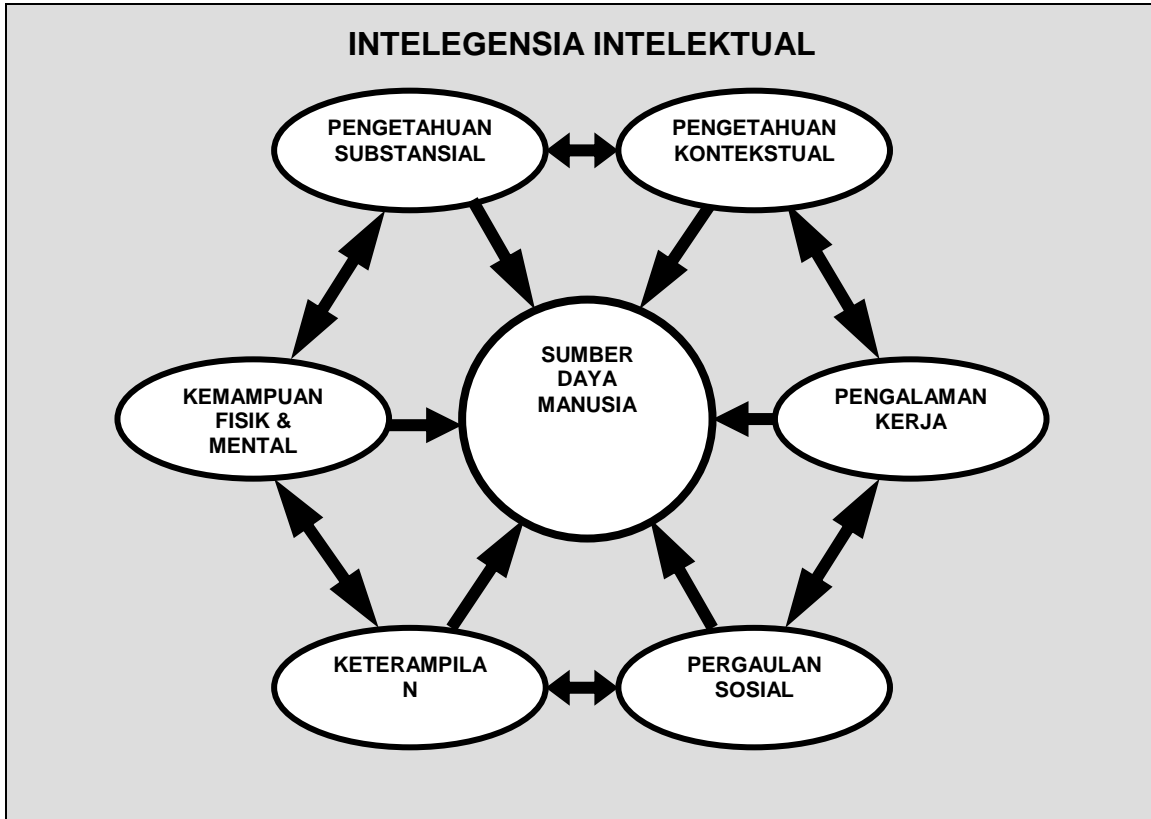 INTELEGENSIA INTELEKTUAL
PENGETAHUAN
SUBSTANSIAL
PENGETAHUAN
KONTEKSTUAL
SUMBER
DAYA
MANUSIA
KEMAMPUAN
FISIK &
MENTAL
PENGALAMAN
KERJA
KETERAMPILA
N
PERGAULAN
SOSIAL